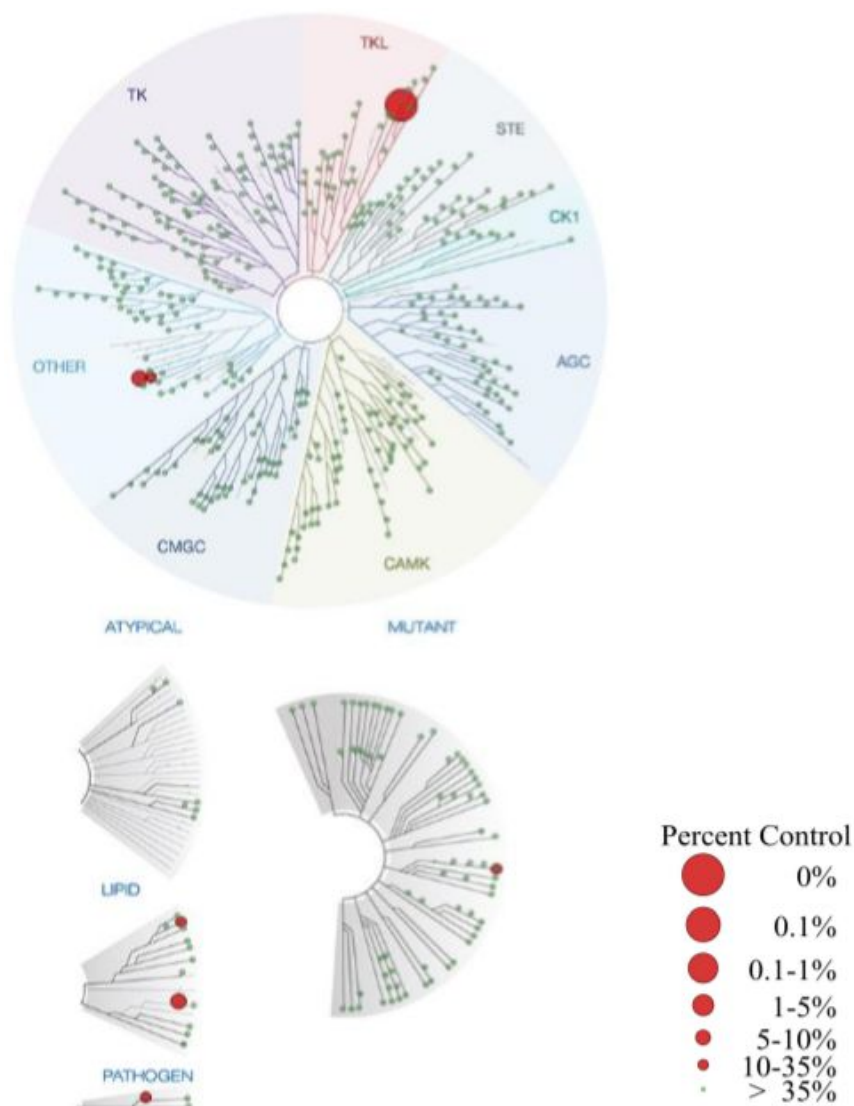 TKL
TK
STE
CK1
OTHER
AGC
CMGC
CAMK
ATYPICAL
MUTANT
LIPID
PATHOGEN
Percent Control
0%
0.1%
0.1-1%
1-5%
5-10%
10-35%
> 35%